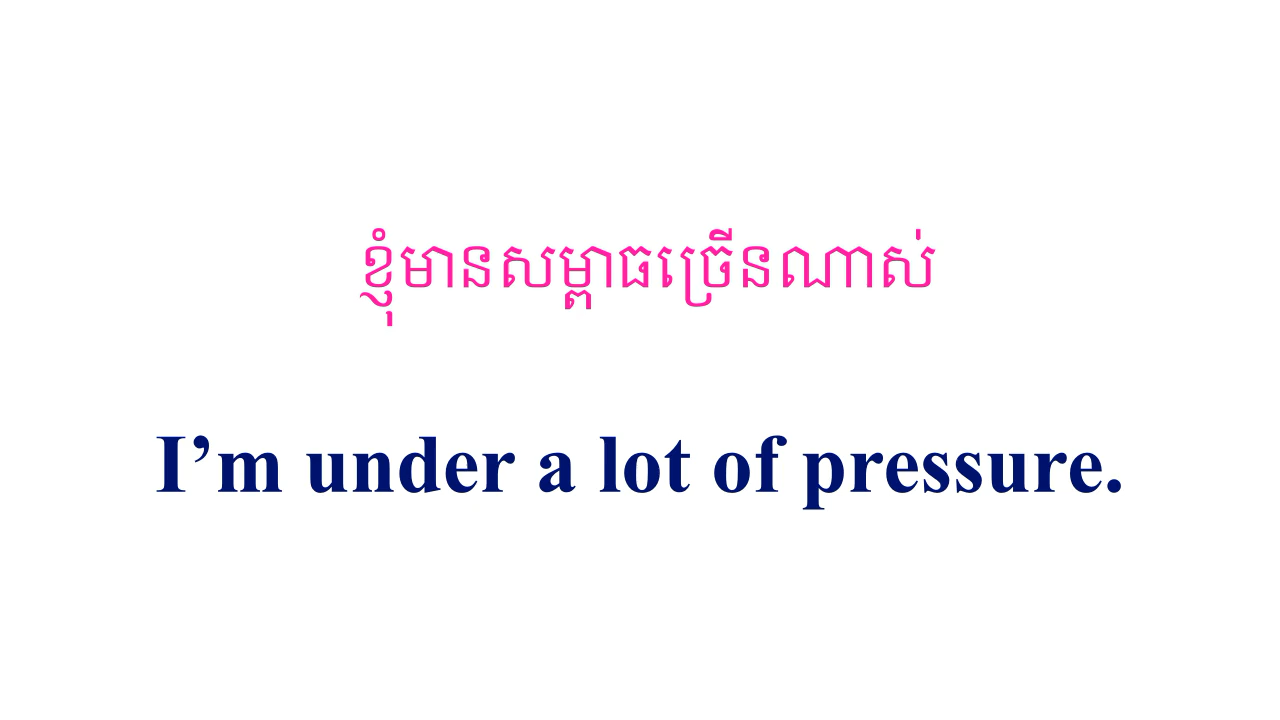 ខ្ញុំមានសម្ពាធច្រើនណាស់
I’m under a lot of pressure.